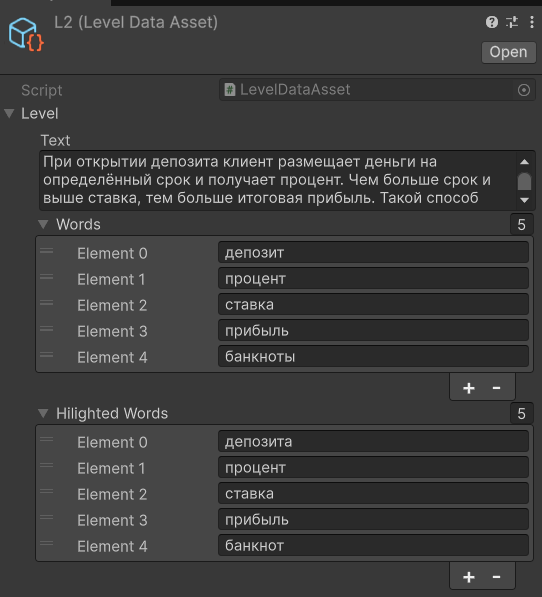 L2 (Level Data Asset)
Open
Script
LevelDataAsset
Level
Text
При открытии депозита клиент размещает деньги на
определённый срок и получает процент. Чем больше срок и
выше ставка, тем больше итоговая прибыль. Такой способ
Words 5
Element 0 депозит
Element 1 процент
Element 2 ставка
Element 3 прибыль
Element 4 банкноты
+ -
Hilighted Words 5
Element 0 депозита
Element 1 процент
Element 2 ставка
Element 3 прибыль
Element 4 банкнот
+ -